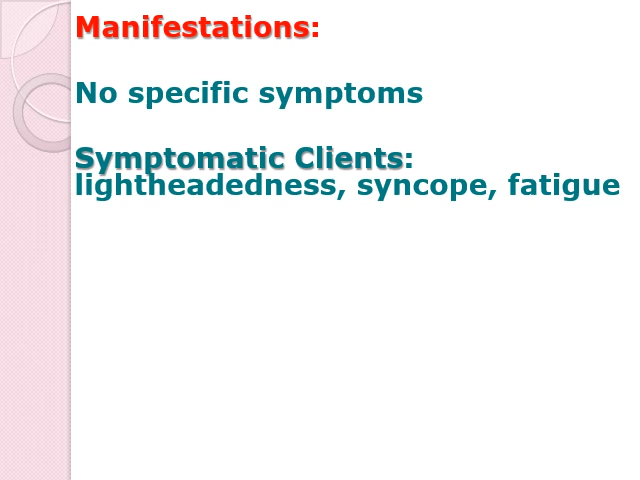 Manifestations:
No specific symptoms
Symptomatic Clients:
lightheadedness, syncope, fatigue